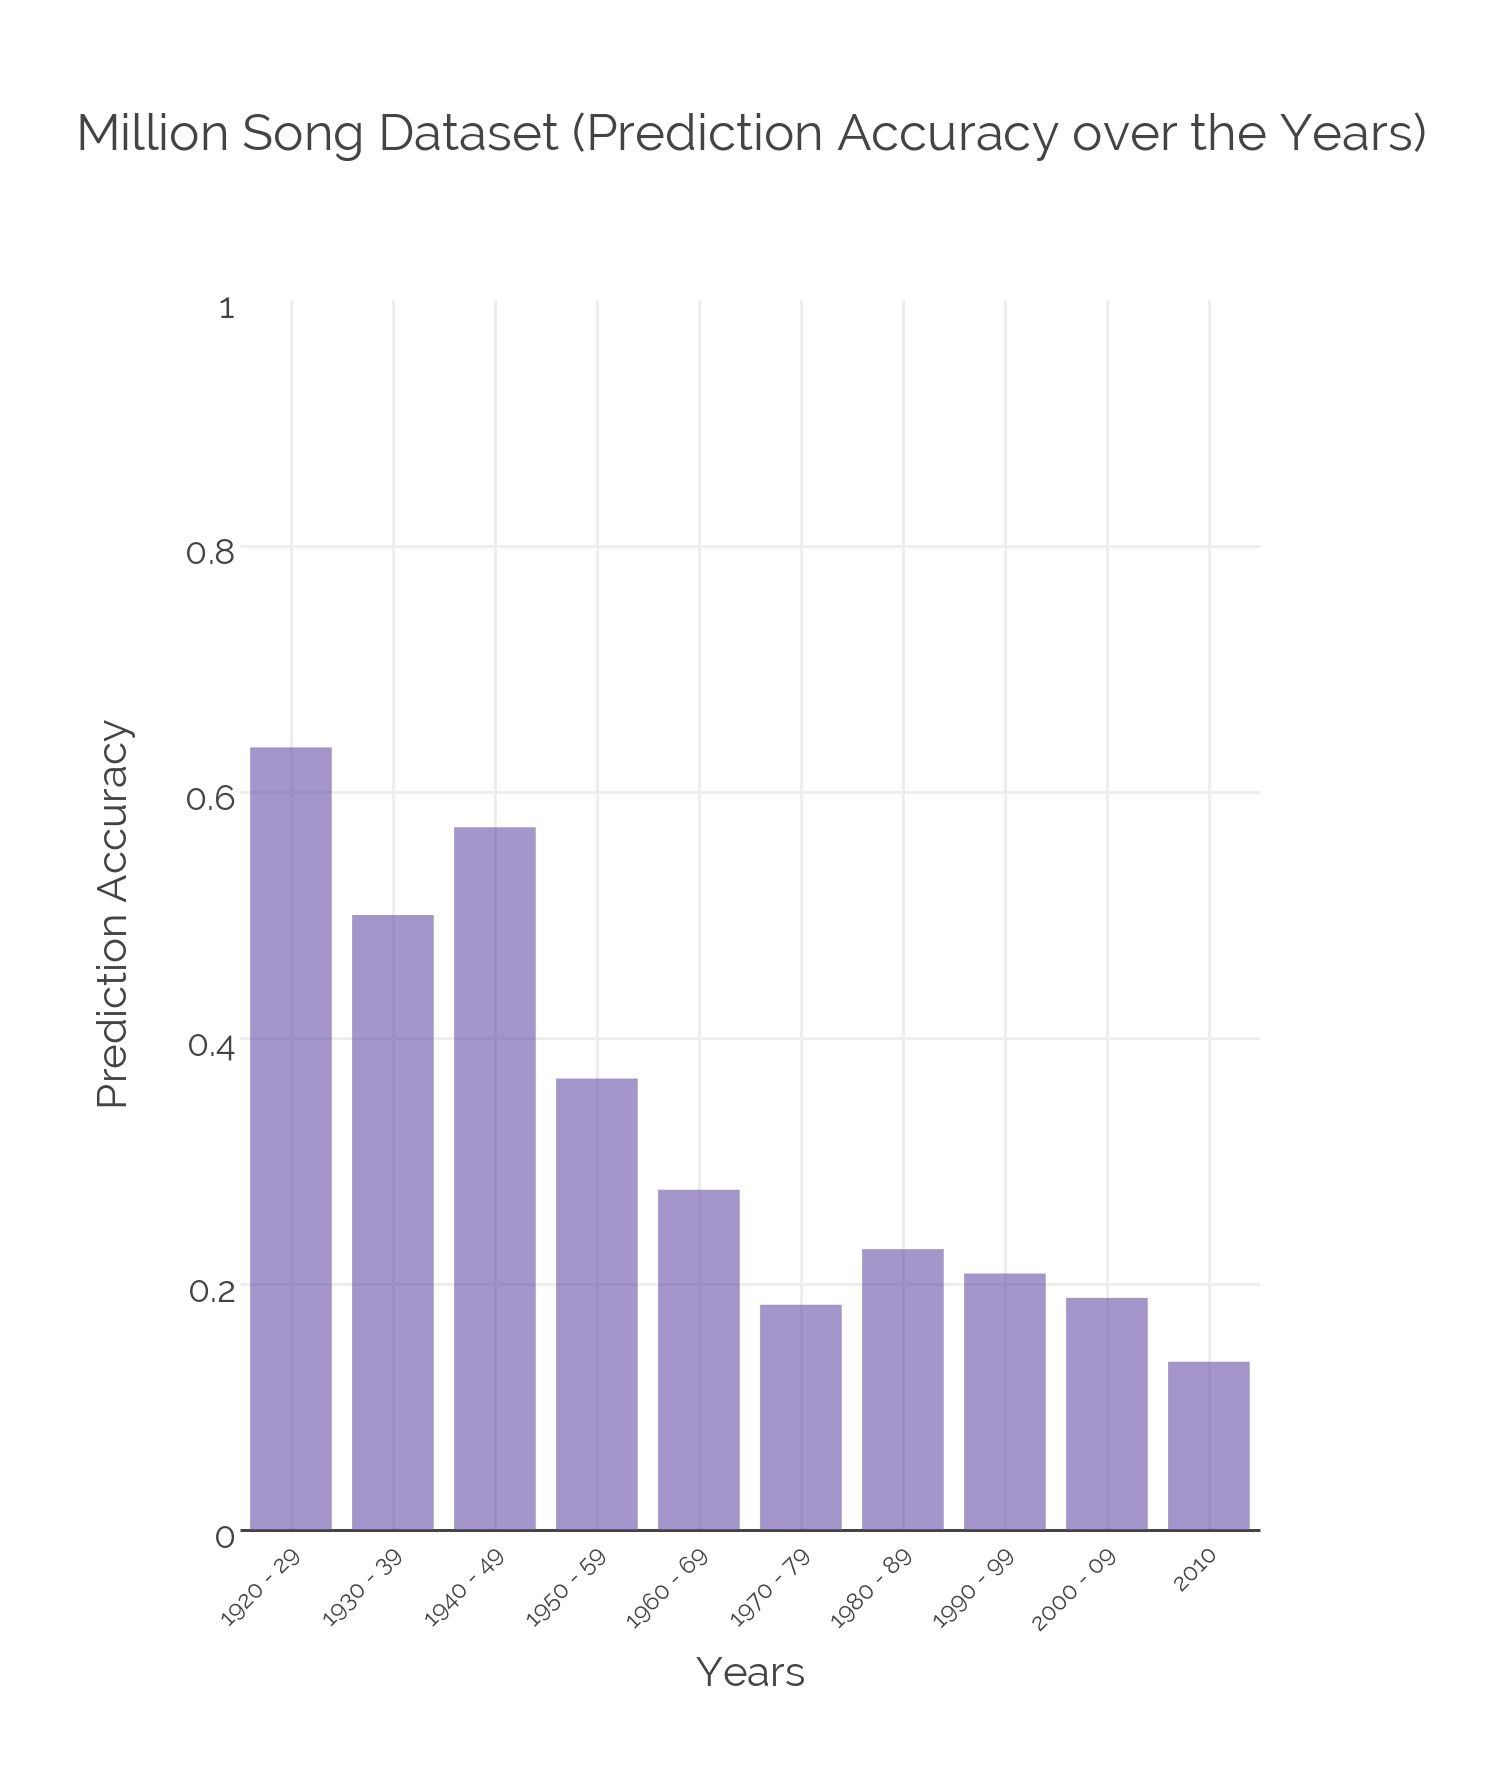 Million Song Dataset (Prediction Accuracy over the Years)
1
0.8
0.6
0.4
0.2
0
Prediction Accuracy
1920 - 29
1930 - 39
1940 - 49
1950 - 59
1960 - 69
1970 - 79
1980 - 89
1990 - 99
2000 - 09
2010
Years